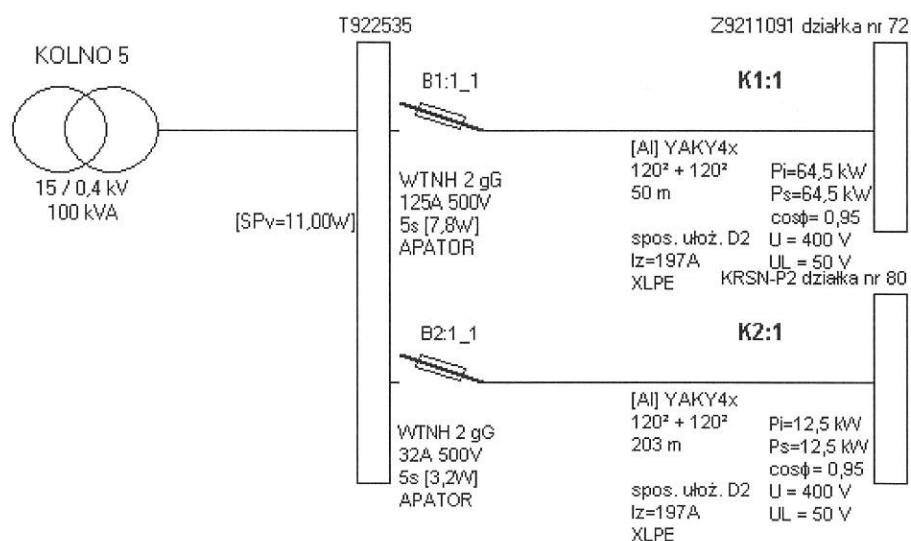 T922535
Z9211091 działka nr 72
KOLNO 5
15 / 0,4 kV
100 kVA
[SPv=11,00W]
B1:1_1
WTNH 2 gG
125A 500V
5s [7,8W]
APATOR
K1:1
[Al] YAKY4x
120² + 120²
50 m
spos. ułoż. D2
Iz=197A
XLPE
Pi=64,5 kW
Ps=64,5 kW
cosϕ= 0,95
U = 400 V
UL = 50 V
KRSN-P2 działka nr 80
B2:1_1
WTNH 2 gG
32A 500V
5s [3,2W]
APATOR
K2:1
[Al] YAKY4x
120² + 120²
203 m
spos. ułoż. D2
Iz=197A
XLPE
Pi=12,5 kW
Ps=12,5 kW
cosϕ= 0,95
U = 400 V
UL = 50 V